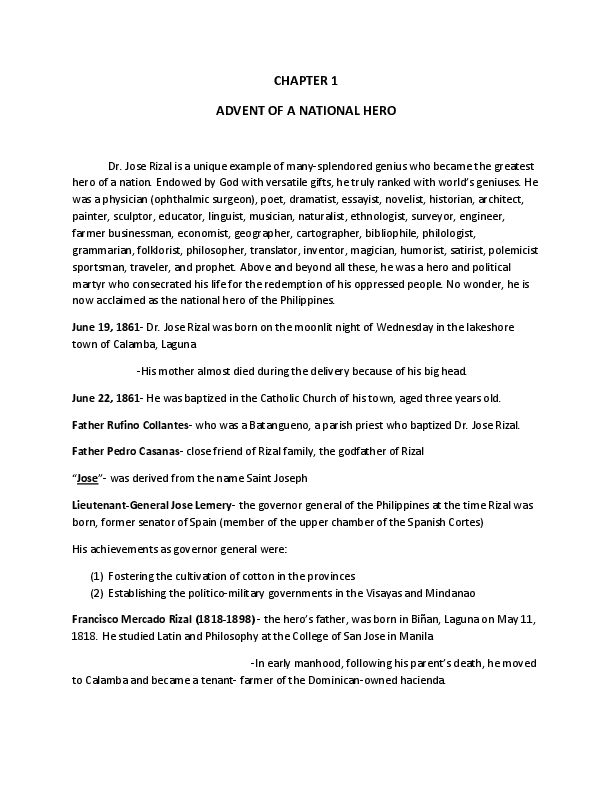 CHAPTER 1
ADVENT OF A NATIONAL HERO
Dr. Jose Rizal is a unique example of many-splendored genius who became the greatest
hero of a nation. Endowed by God with versatile gifts, he truly ranked with world's geniuses. He
was a physician (ophthalmic surgeon), poet, dramatist, essayist, novelist, historian, architect,
painter, sculptor, educator, linguist, musician, naturalist, ethnologist, surveyor, engineer,
farmer businessman, economist, geographer, cartographer, bibliophile, philologist,
grammarian, folklorist, philosopher, translator, inventor, magician, humorist, satirist, polemicist
sportsman, traveler, and prophet. Above and beyond all these, he was a hero and political
martyr who consecrated his life for the redemption of his oppressed people. No wonder, he is
now acclaimed as the national hero of the Philippines.
June 19, 1861- Dr. Jose Rizal was born on the moonlit night of Wednesday in the lakeshore
town of Calamba, Laguna
-His mother almost died during the delivery because of his big head.
June 22, 1861- He was baptized in the Catholic Church of his town, aged three years old.
Father Rufino Collantes- who was a Batangueno, a parish priest who baptized Dr. Jose Rizal.
Father Pedro Casanas- close friend of Rizal family, the godfather of Rizal
“Jose”- was derived from the name Saint Joseph
Lieutenant-General Jose Lemery- the governor general of the Philippines at the time Rizal was
born, former senator of Spain (member of the upper chamber of the Spanish Cortes)
His achievements as governor general were:
(1) Fostering the cultivation of cotton in the provinces
(2) Establishing the politico-military governments in the Visayas and Mindanao
Francisco Mercado Rizal (1818-1898)- the hero's father, was born in Biñan, Laguna on May 11,
1818. He studied Latin and Philosophy at the College of San Jose in Manila
-In early manhood, following his parent's death, he moved
to Calamba and became a tenant- farmer of the Dominican-owned hacienda.